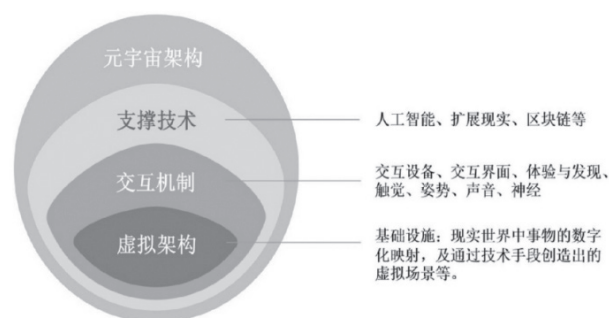 元宇宙架构
支撑技术
人工智能、扩展现实、区块链等
交互机制
交互设备、交互界面、体验与发现、
触觉、姿势、声音、神经
虚拟架构
基础设施：现实世界中事物的数字
化映射，及通过技术手段创造出的
虚拟场景等。